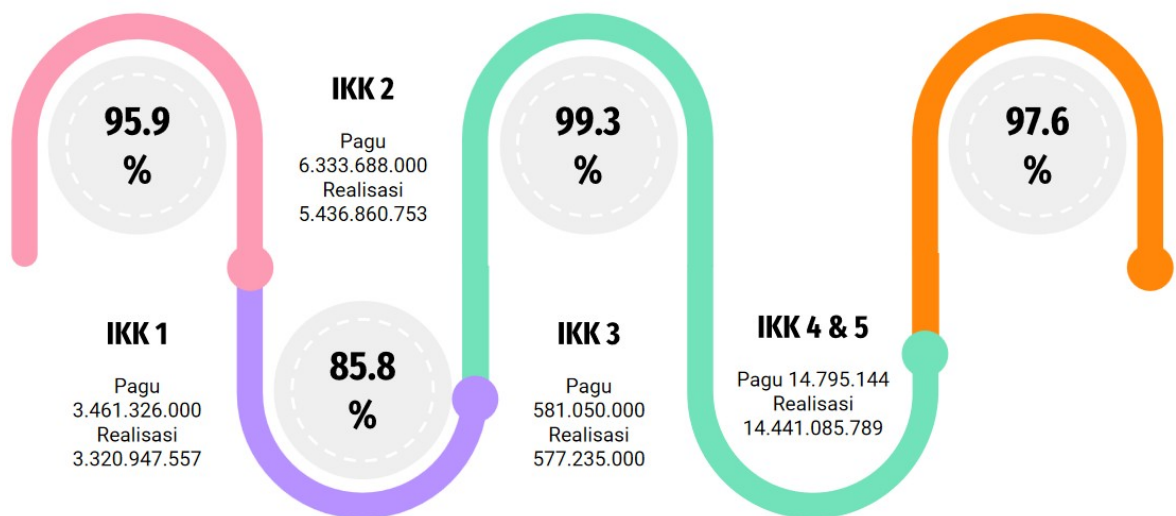 95.9
%
IKK 1
Pagu
3.461.326.000
Realisasi
3.320.947.557
IKK 2
Pagu
6.333.688.000
Realisasi
5.436.860.753
85.8
%
99.3
%
IKK 3
Pagu
581.050.000
Realisasi
577.235.000
IKK 4 & 5
Pagu 14.795.144
Realisasi
14.441.085.789
97.6
%